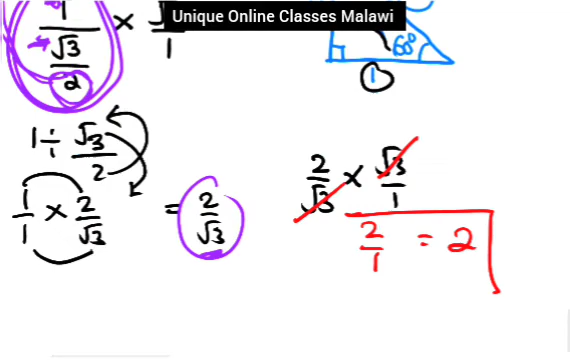 Unique Online Classes Malawi
1/(√3/2) × √3/1
60°
1
1 ÷ √3/2
1/1 × 2/√3 = 2/√3
2/√3 × √3/1
2/1 = 2